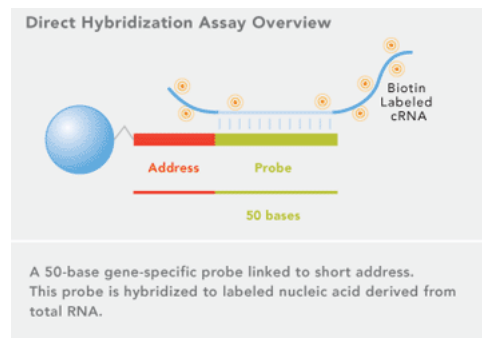 Direct Hybridization Assay Overview
Biotin
Labeled
cRNA
Address
Probe
50 bases
A 50-base gene-specific probe linked to short address.
This probe is hybridized to labeled nucleic acid derived from
total RNA.